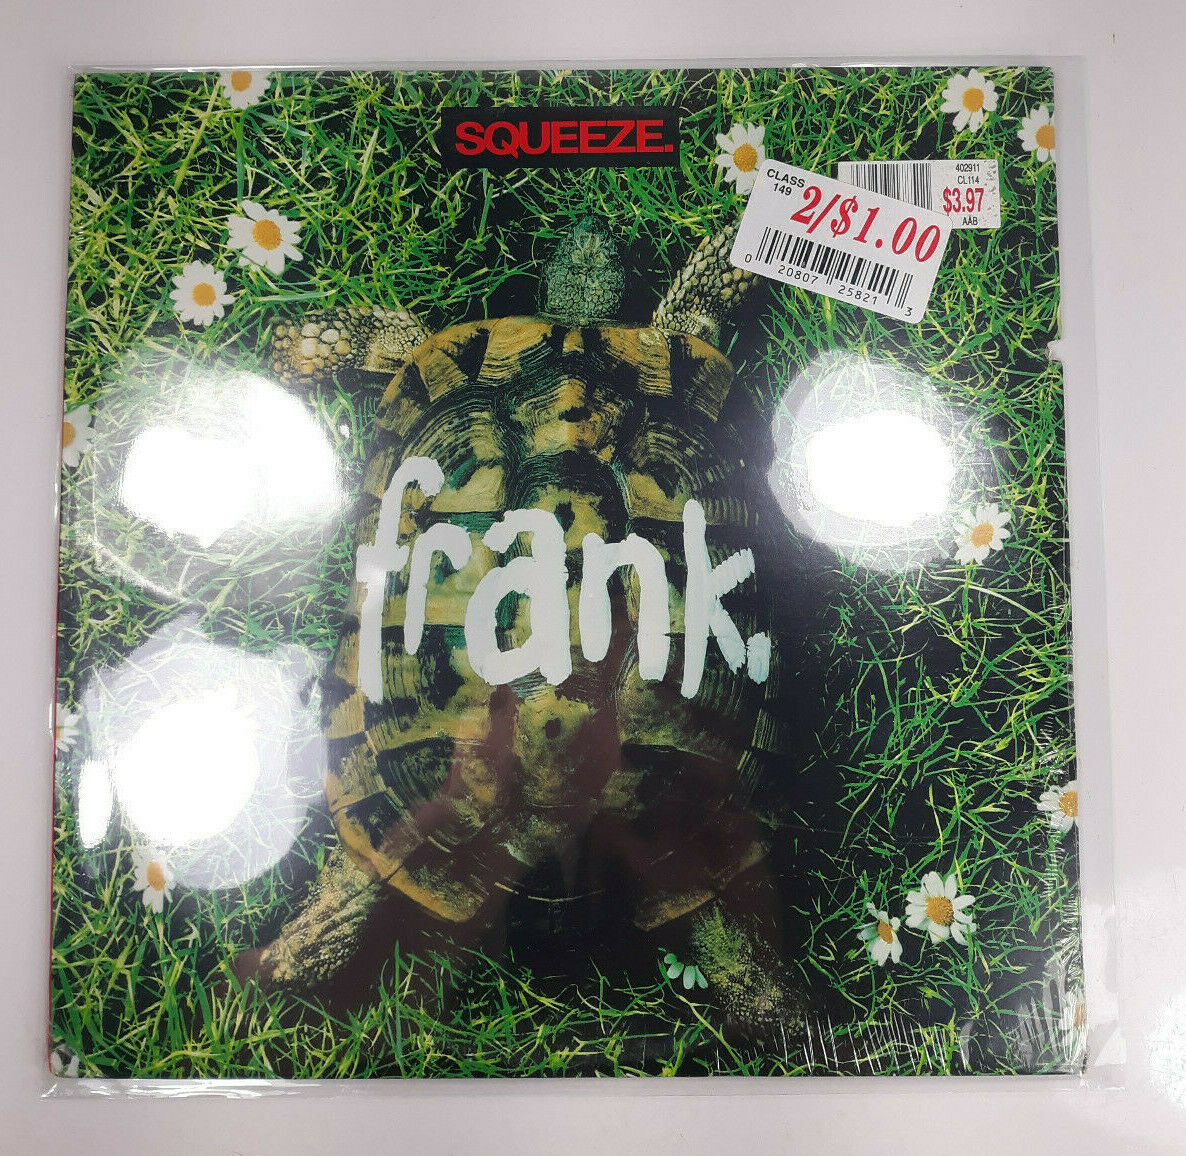 SQUEEZE.
CLASS
149
2/$1.00
0 20807 25821 3
402911
CL114
$3.97
AAB
frank.